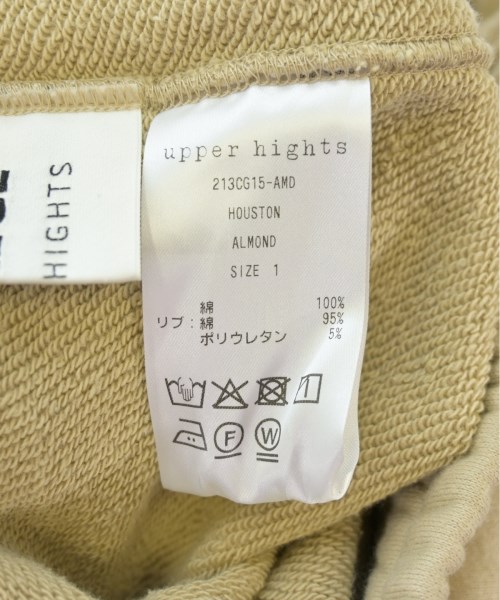 HIGHTS
upper hights
213CG15-AMD
HOUSTON
ALMOND
SIZE 1
綿 100%
リブ:綿 95%
ポリウレタン 5%
F W